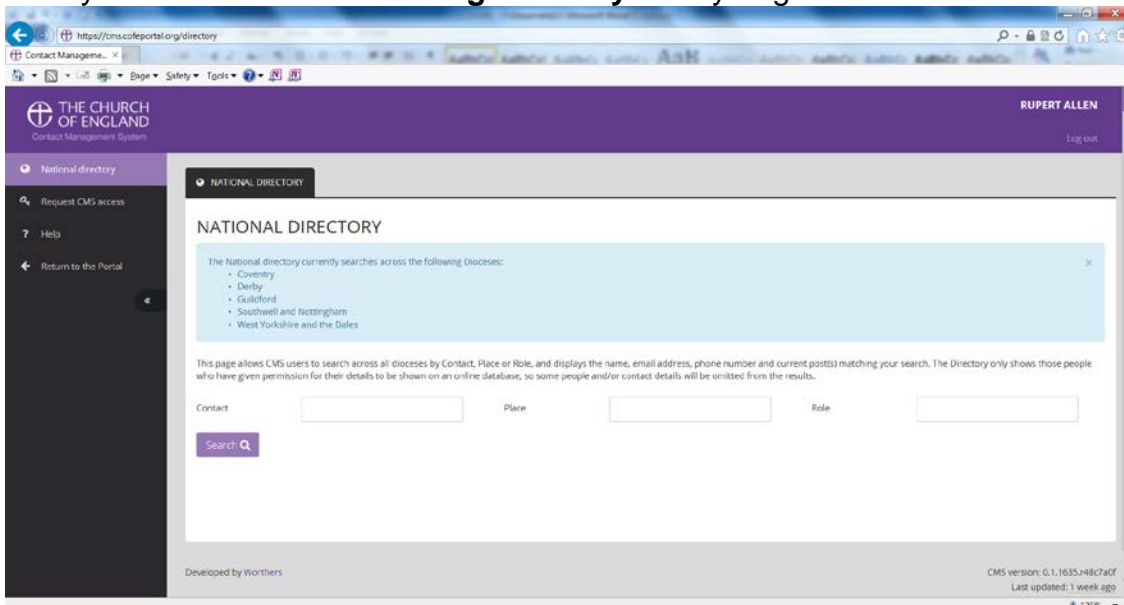 https://cms.cofeportal.org/directory
Contact Manageme...
Page Safety Tools
THE CHURCH
OF ENGLAND
Contact Management System
RUPERT ALLEN
Log out
National directory
Request CMS access
Help
Return to the Portal
NATIONAL DIRECTORY
NATIONAL DIRECTORY
The National directory currently searches across the following Dioceses:
• Coventry
• Derby
• Guildford
• Southwell and Nottingham
• West Yorkshire and the Dales
This page allows CMS users to search across all dioceses by Contact, Place or Role, and displays the name, email address, phone number and current post(s) matching your search. The Directory only shows those people
who have given permission for their details to be shown on an online database, so some people and/or contact details will be omitted from the results.
Contact Place Role
Search
Developed by Worthers
CMS version: 0.1.1635.r48c7a0f
Last updated: 1 week ago